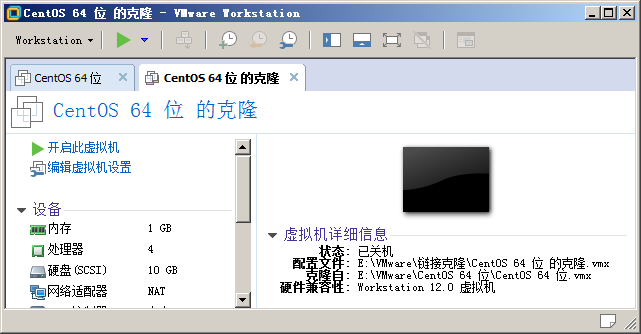 CentOS 64 位 的克隆 - VMware Workstation
Workstation
CentOS 64 位
CentOS 64 位 的克隆
CentOS 64 位 的克隆
开启此虚拟机
编辑虚拟机设置
设备
内存 1 GB
处理器 4
硬盘(SCSI) 10 GB
网络适配器 NAT
虚拟机详细信息
状态: 已关机
配置文件: E:\VMware\链接克隆\CentOS 64 位 的克隆.vmx
克隆自: E:\VMware\CentOS 64 位\CentOS 64 位.vmx
硬件兼容性: Workstation 12.0 虚拟机